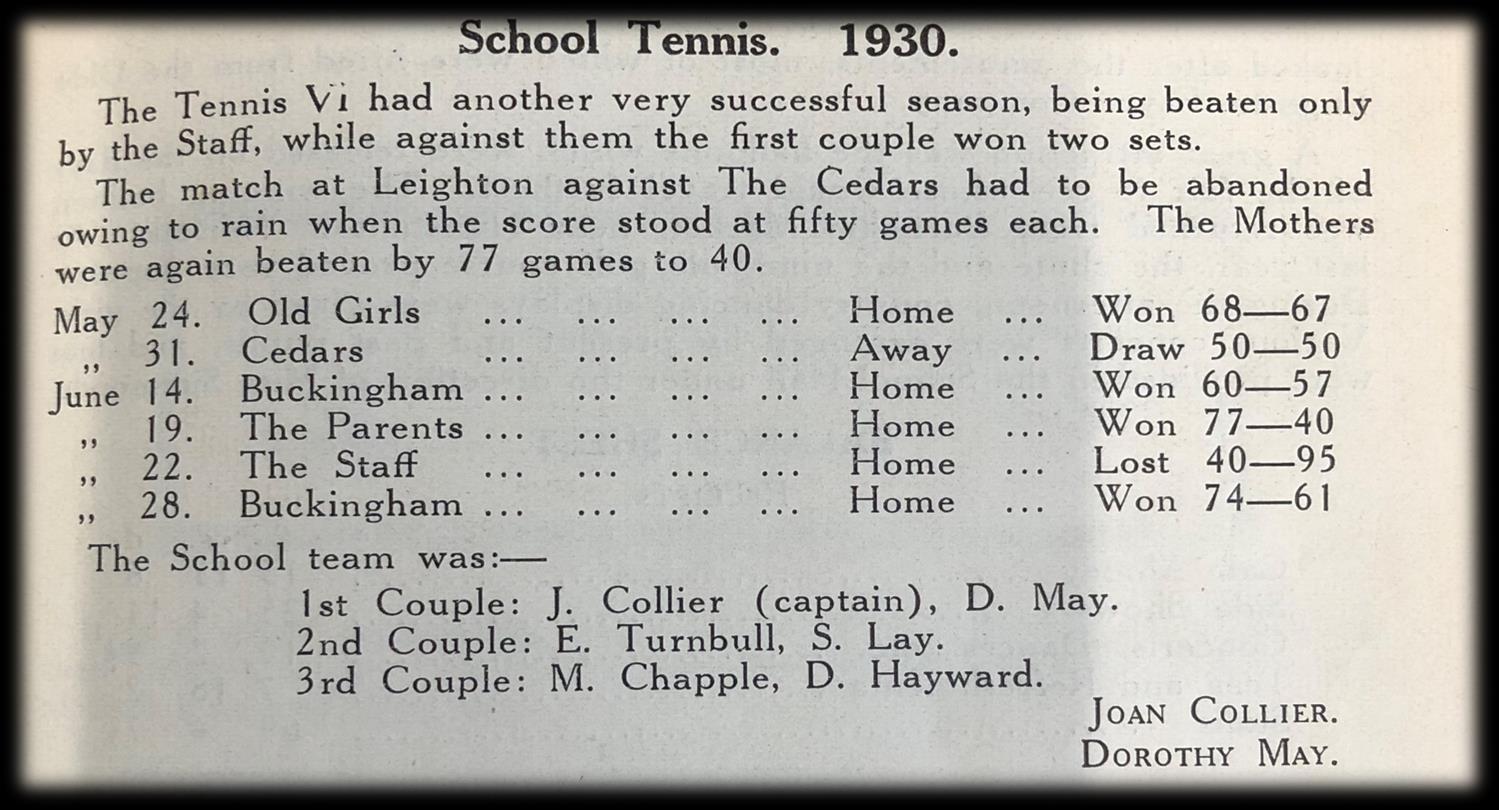 School Tennis. 1930.
The Tennis Vi had another very successful season, being beaten only
by the Staff, while against them the first couple won two sets.
The match at Leighton against The Cedars had to be abandoned
owing to rain when the score stood at fifty games each. The Mothers
were again beaten by 77 games to 40.
May 24. Old Girls ... ... ... ... Home ... Won 68—67
,, 31. Cedars ... ... ... ... Away ... Draw 50—50
June 14. Buckingham ... ... ... ... Home ... Won 60—57
,, 19. The Parents ... ... ... ... Home ... Won 77—40
,, 22. The Staff ... ... ... ... Home ... Lost 40—95
,, 28. Buckingham ... ... ... ... Home ... Won 74—61
The School team was:—
1st Couple: J. Collier (captain), D. May.
2nd Couple: E. Turnbull, S. Lay.
3rd Couple: M. Chapple, D. Hayward.
JOAN COLLIER.
DOROTHY MAY.